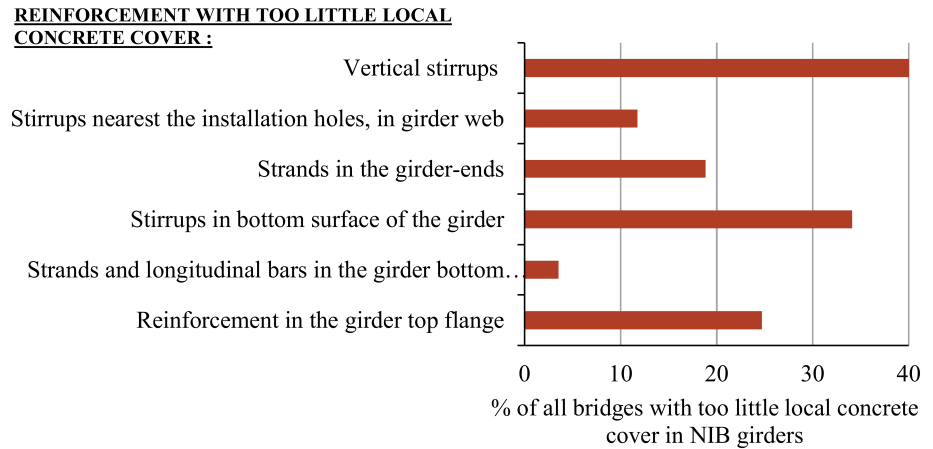 REINFORCEMENT WITH TOO LITTLE LOCAL
CONCRETE COVER :
Vertical stirrups
Stirrups nearest the installation holes, in girder web
Strands in the girder-ends
Stirrups in bottom surface of the girder
Strands and longitudinal bars in the girder bottom…
Reinforcement in the girder top flange
0 10 20 30 40
% of all bridges with too little local concrete
cover in NIB girders